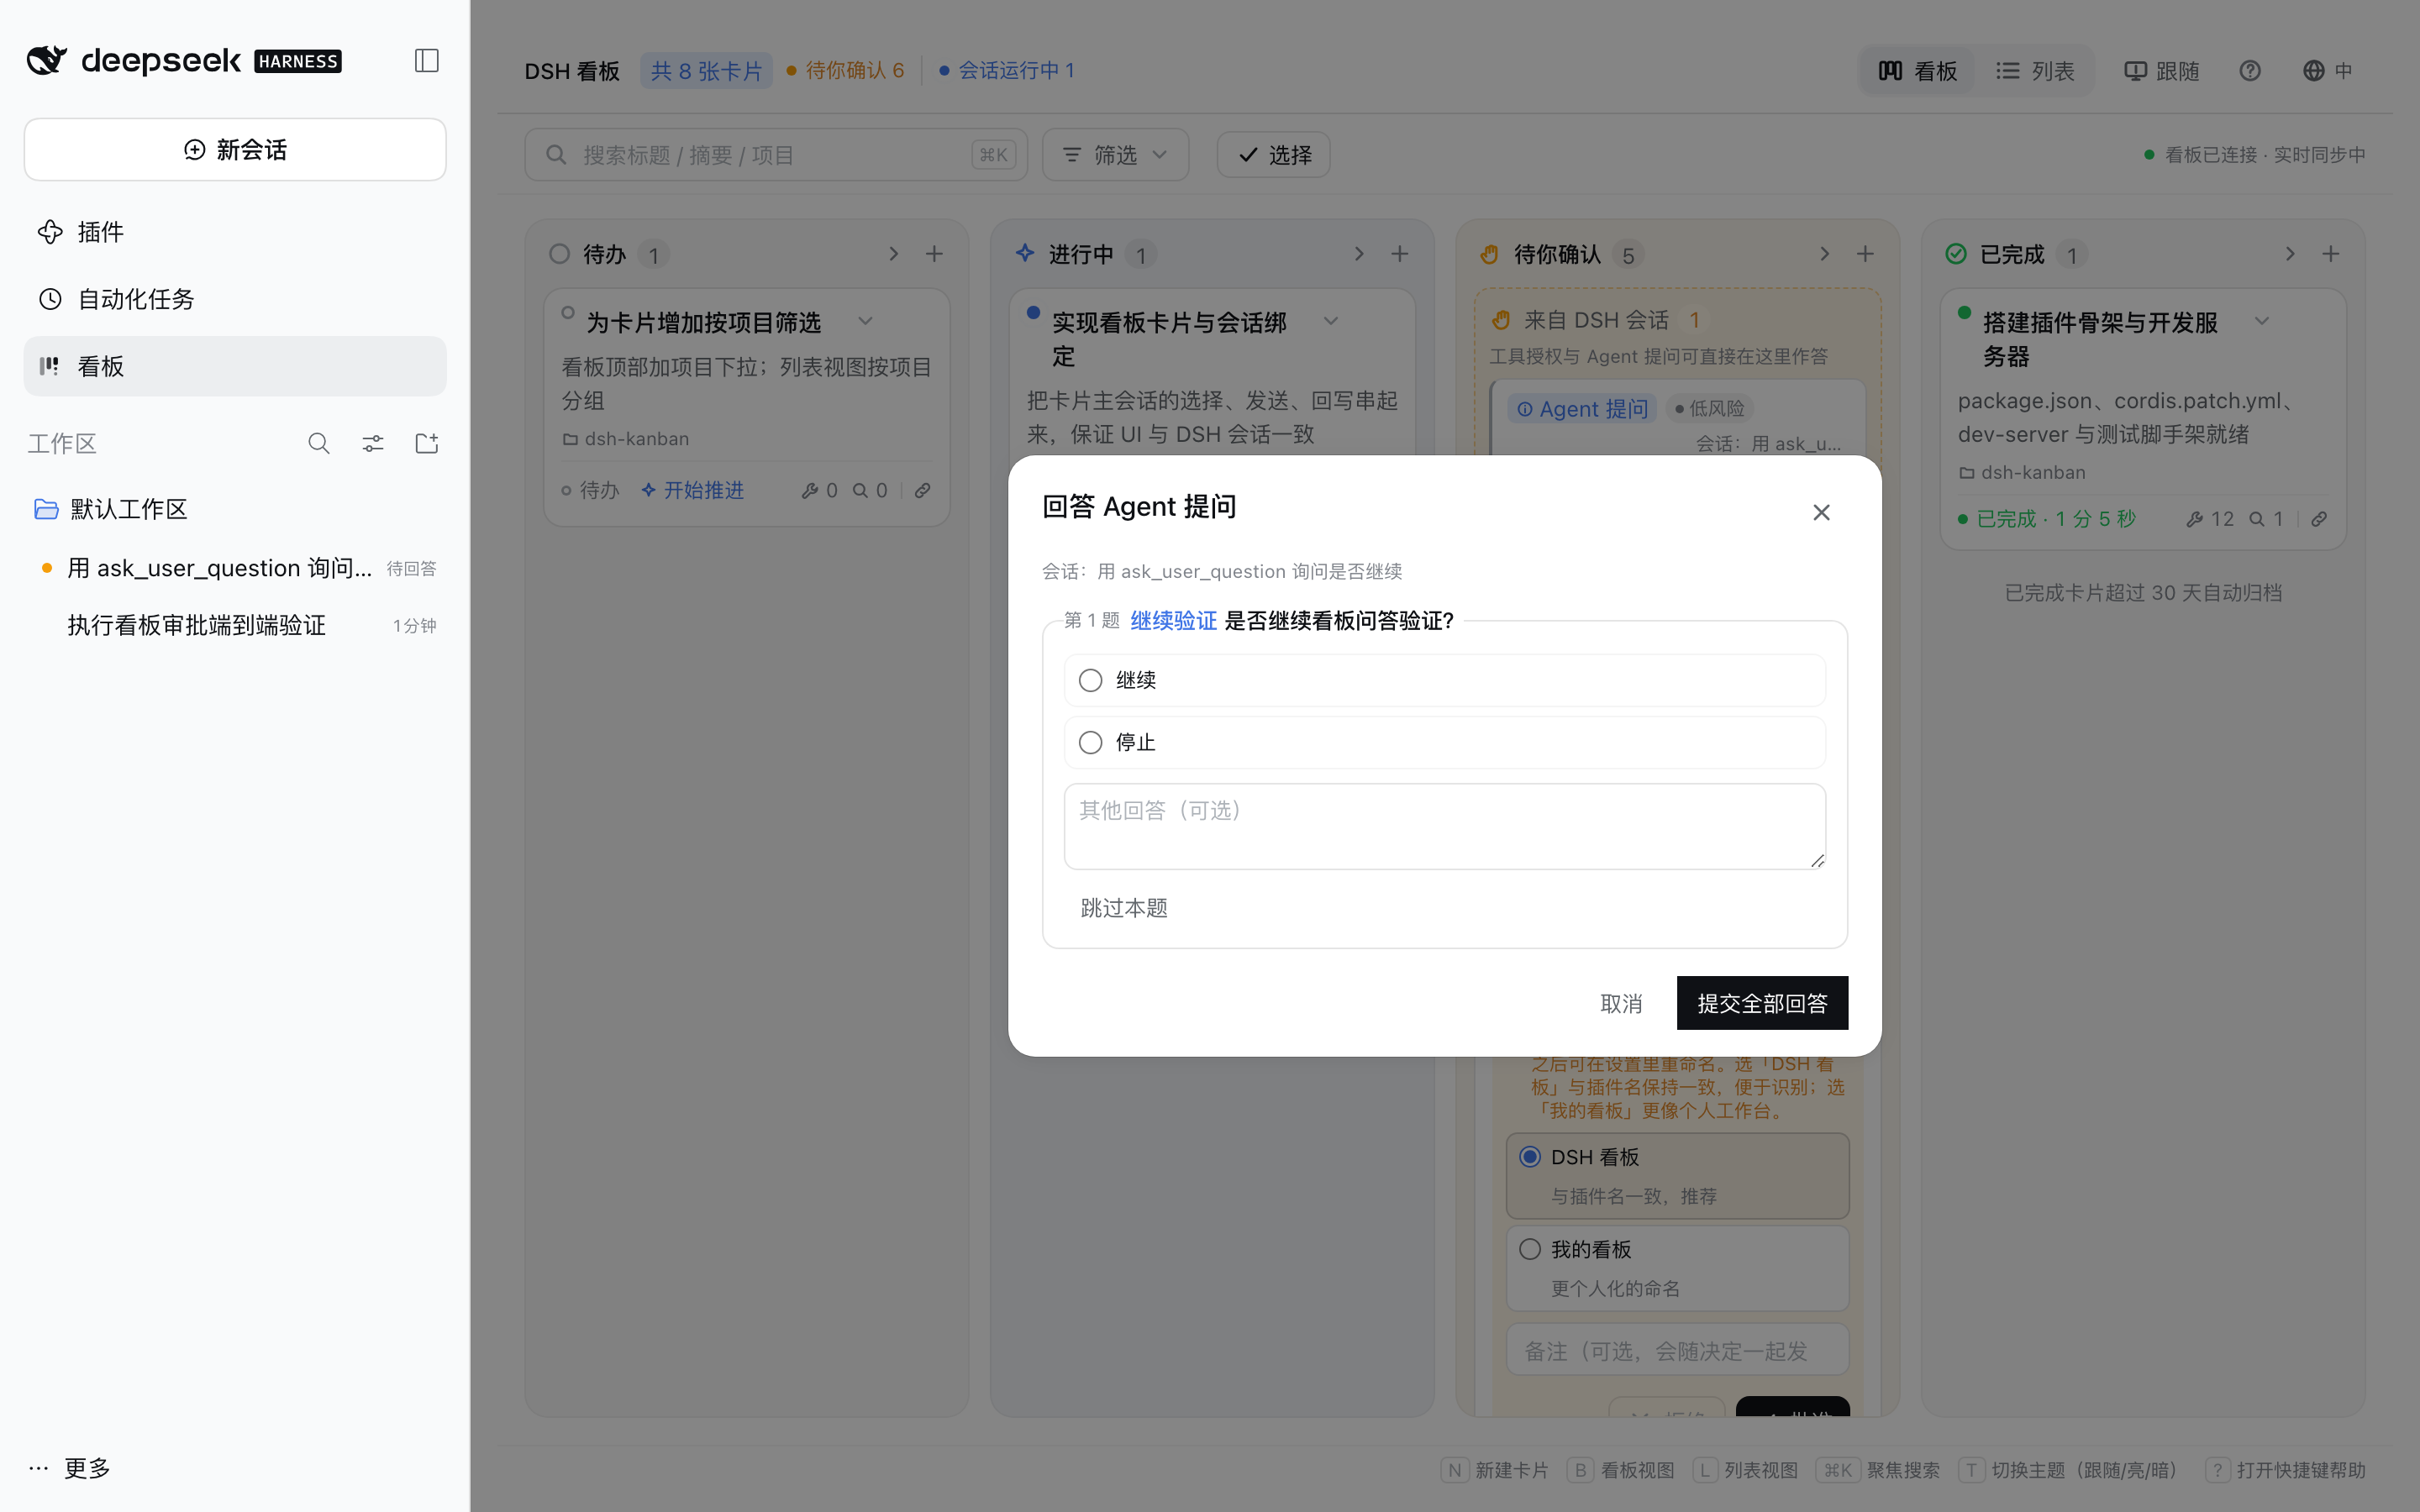 deepseek HARNESS
新会话
插件
自动化任务
看板
工作区
默认工作区
用 ask_user_question 询问... 待回答
执行看板审批端到端验证 1分钟
更多
DSH 看板 共 8 张卡片 待你确认 6 会话运行中 1
看板 列表 跟随 中
搜索标题 / 摘要 / 项目 ⌘K 筛选 选择
看板已连接 · 实时同步中
待办 1
为卡片增加按项目筛选
看板顶部加项目下拉；列表视图按项目
分组
dsh-kanban
待办 开始推进 0 0
进行中 1
实现看板卡片与会话绑
定
把卡片主会话的选择、发送、回写串起
来，保证 UI 与 DSH 会话一致
待你确认 5
来自 DSH 会话 1
工具授权与 Agent 提问可直接在这里作答
Agent 提问 低风险
会话：用 ask_u...
已完成 1
搭建插件骨架与开发服
务器
package.json、cordis.patch.yml、
dev-server 与测试脚手架就绪
dsh-kanban
已完成 · 1 分 5 秒 12 1
已完成卡片超过 30 天自动归档
回答 Agent 提问
会话：用 ask_user_question 询问是否继续
第 1 题 继续验证 是否继续看板问答验证?
继续
停止
其他回答（可选）
跳过本题
取消 提交全部回答
之后可在设置里重命名。选「DSH 看
板」与插件名保持一致，便于识别；选
「我的看板」更像个人工作台。
DSH 看板
与插件名一致，推荐
我的看板
更个人化的命名
备注（可选，会随决定一起发
N 新建卡片 B 看板视图 L 列表视图 ⌘K 聚焦搜索 T 切换主题（跟随/亮/暗） ? 打开快捷键帮助